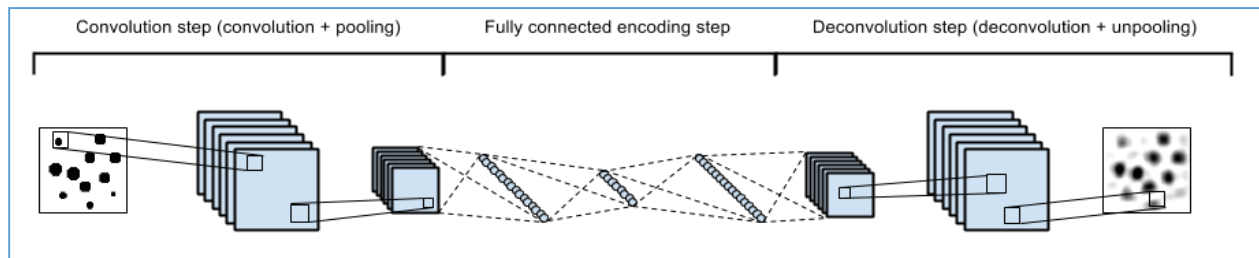 Convolution step (convolution + pooling)
Fully connected encoding step
Deconvolution step (deconvolution + unpooling)